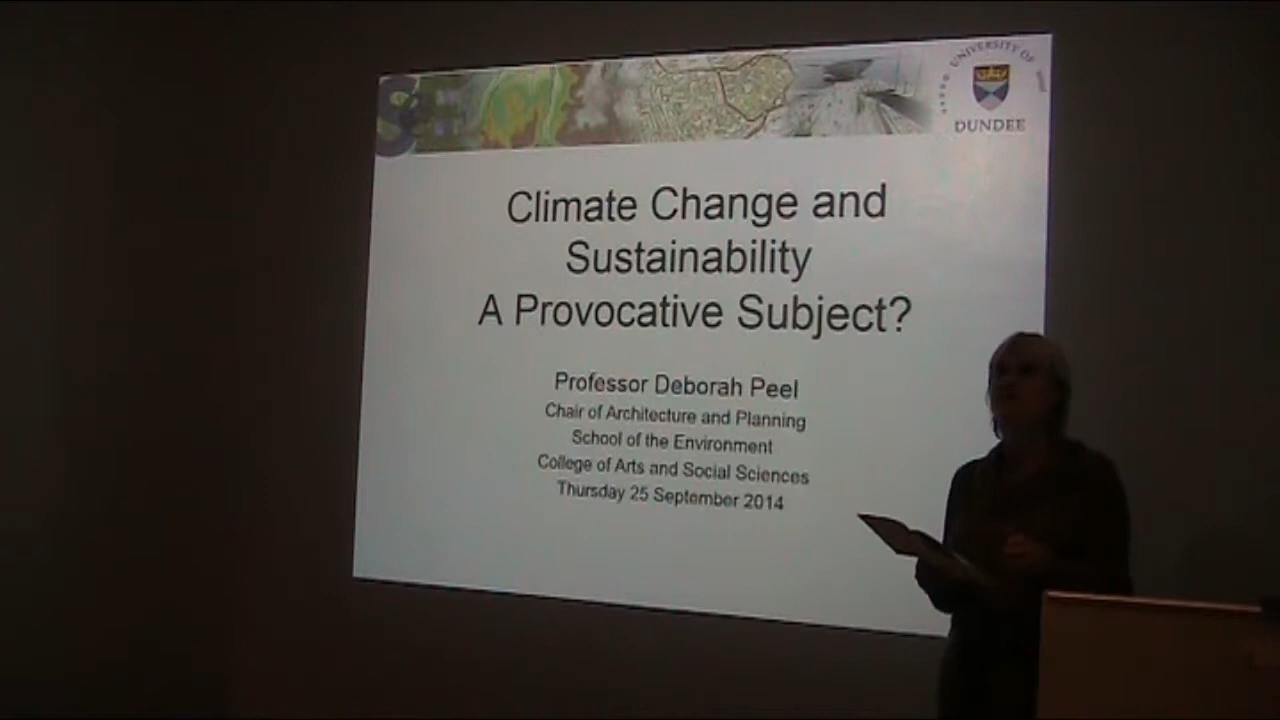 UNIVERSITY OF
DUNDEE
Climate Change and
Sustainability
A Provocative Subject?
Professor Deborah Peel
Chair of Architecture and Planning
School of the Environment
College of Arts and Social Sciences
Thursday 25 September 2014